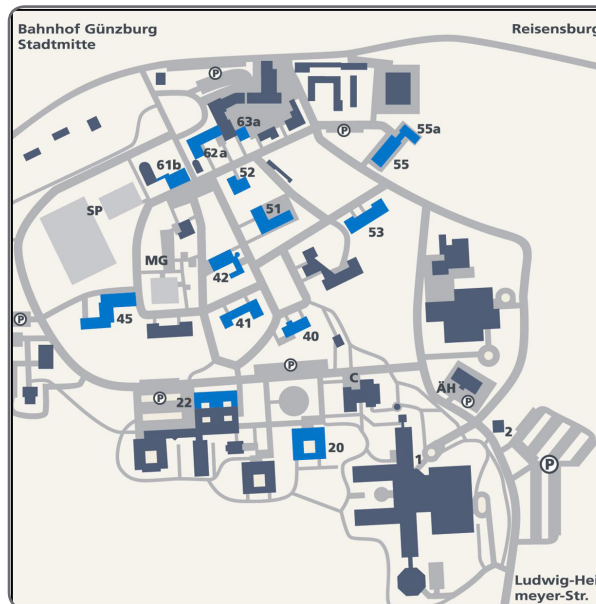 Bahnhof Günzburg
Stadtmitte
Reisensburg
P
63a
P
55a
62a
55
61b
52
SP
51
53
MG
42
P
45
41
40
P
C
22
P
ÄH
P
20
2
1
P
Ludwig-Hei
meyer-Str.